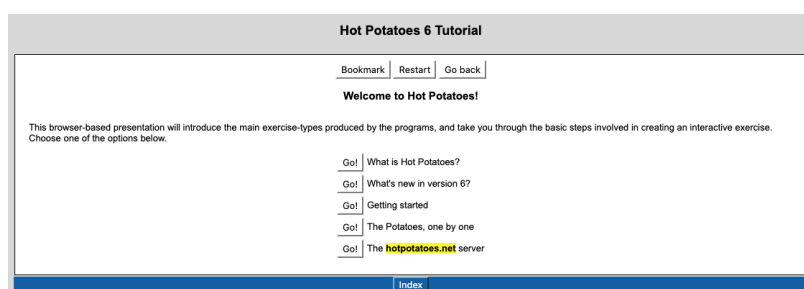 Hot Potatoes 6 Tutorial
Bookmark Restart Go back
Welcome to Hot Potatoes!
This browser-based presentation will introduce the main exercise-types produced by the programs, and take you through the basic steps involved in creating an interactive exercise.
Choose one of the options below.
Go! What is Hot Potatoes?
Go! What's new in version 6?
Go! Getting started
Go! The Potatoes, one by one
Go! The hotpotatoes.net server
Index